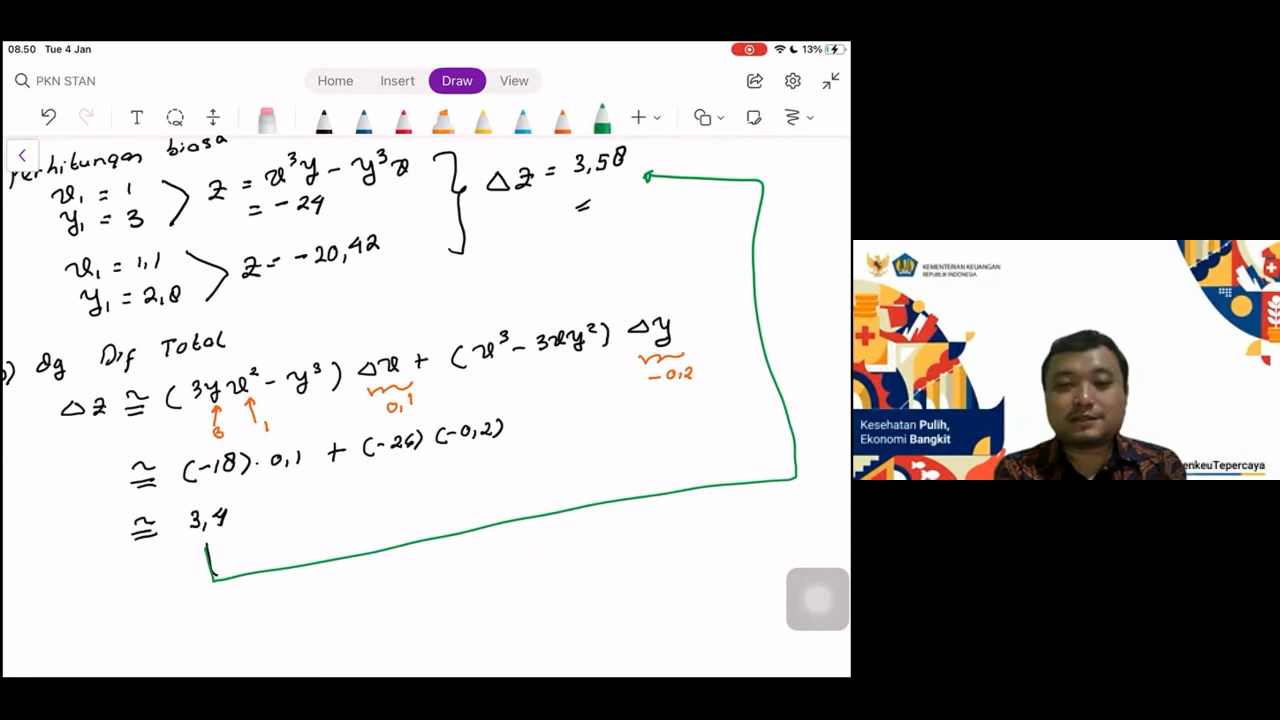 08.50 Tue 4 Jan
13%
PKN STAN
Home Insert Draw View
Perhitungan biasa
x₁ = 1
y₁ = 3
z = x³y - y³x
= -24
x₁ = 1,1
y₁ = 2,8
z = -20,42
Δz = 3,58
b) dg Dif Total
Δz ≅ (3yx² - y³) Δx + (x³ - 3xy²) Δy
3 1 0,1 -0,2
≅ (-18) . 0,1 + (-26) (-0,2)
≅ 3,4
KEMENTERIAN KEUANGAN
REPUBLIK INDONESIA
Kesehatan Pulih,
Ekonomi Bangkit
enkeuTepercaya